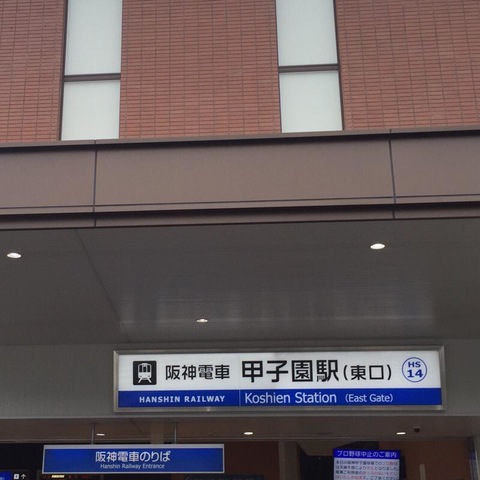 阪神電車 甲子園駅(東口)
HS
14
HANSHIN RAILWAY Koshien Station (East Gate)
阪神電車のりば
Hanshin Railway Entrance
プロ野球中止のご案内